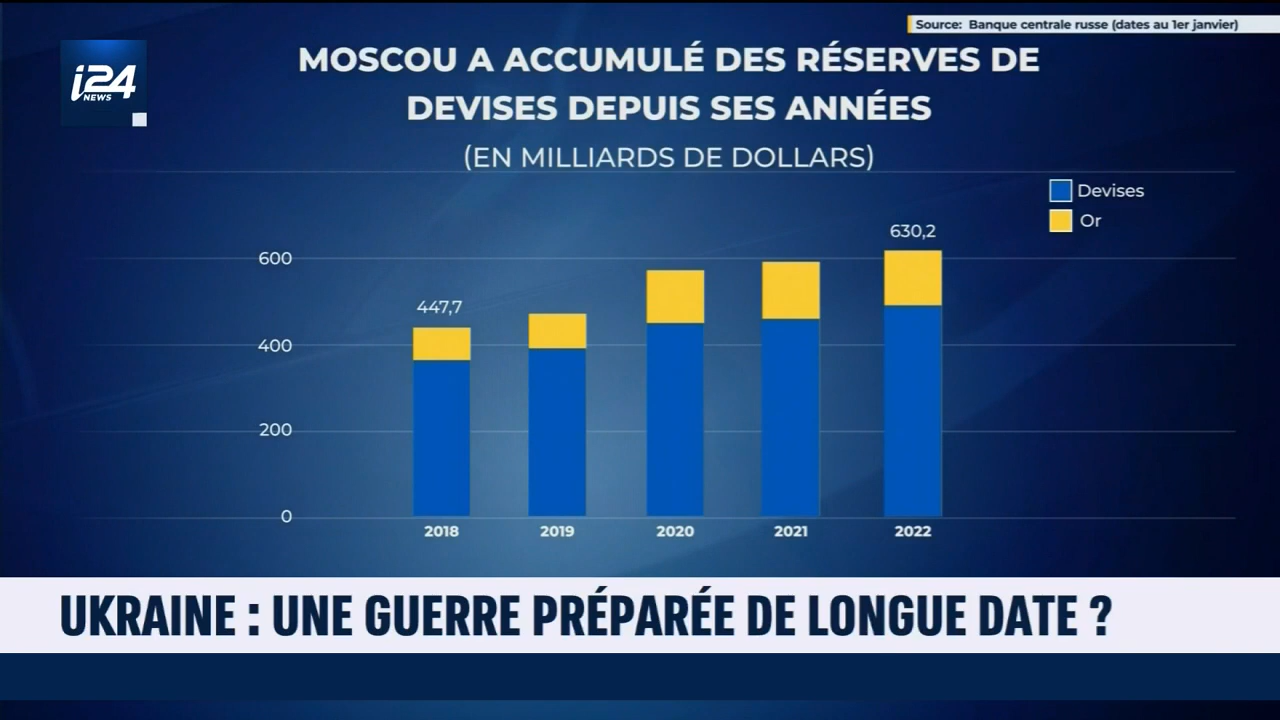 Source: Banque centrale russe (dates au 1er janvier)
i24
NEWS
MOSCOU A ACCUMULÉ DES RÉSERVES DE
DEVISES DEPUIS SES ANNÉES
(EN MILLIARDS DE DOLLARS)
Devises
Or
630,2
600
447,7
400
200
0
2018 2019 2020 2021 2022
UKRAINE : UNE GUERRE PRÉPARÉE DE LONGUE DATE ?